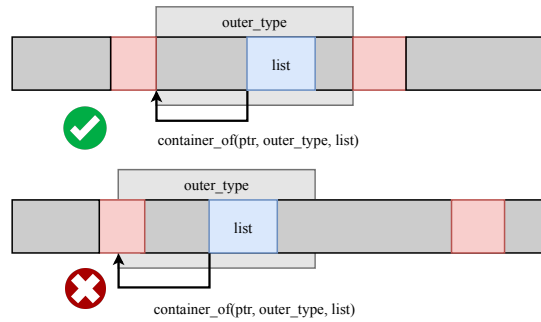 outer_type
list
container_of(ptr, outer_type, list)
outer_type
list
container_of(ptr, outer_type, list)